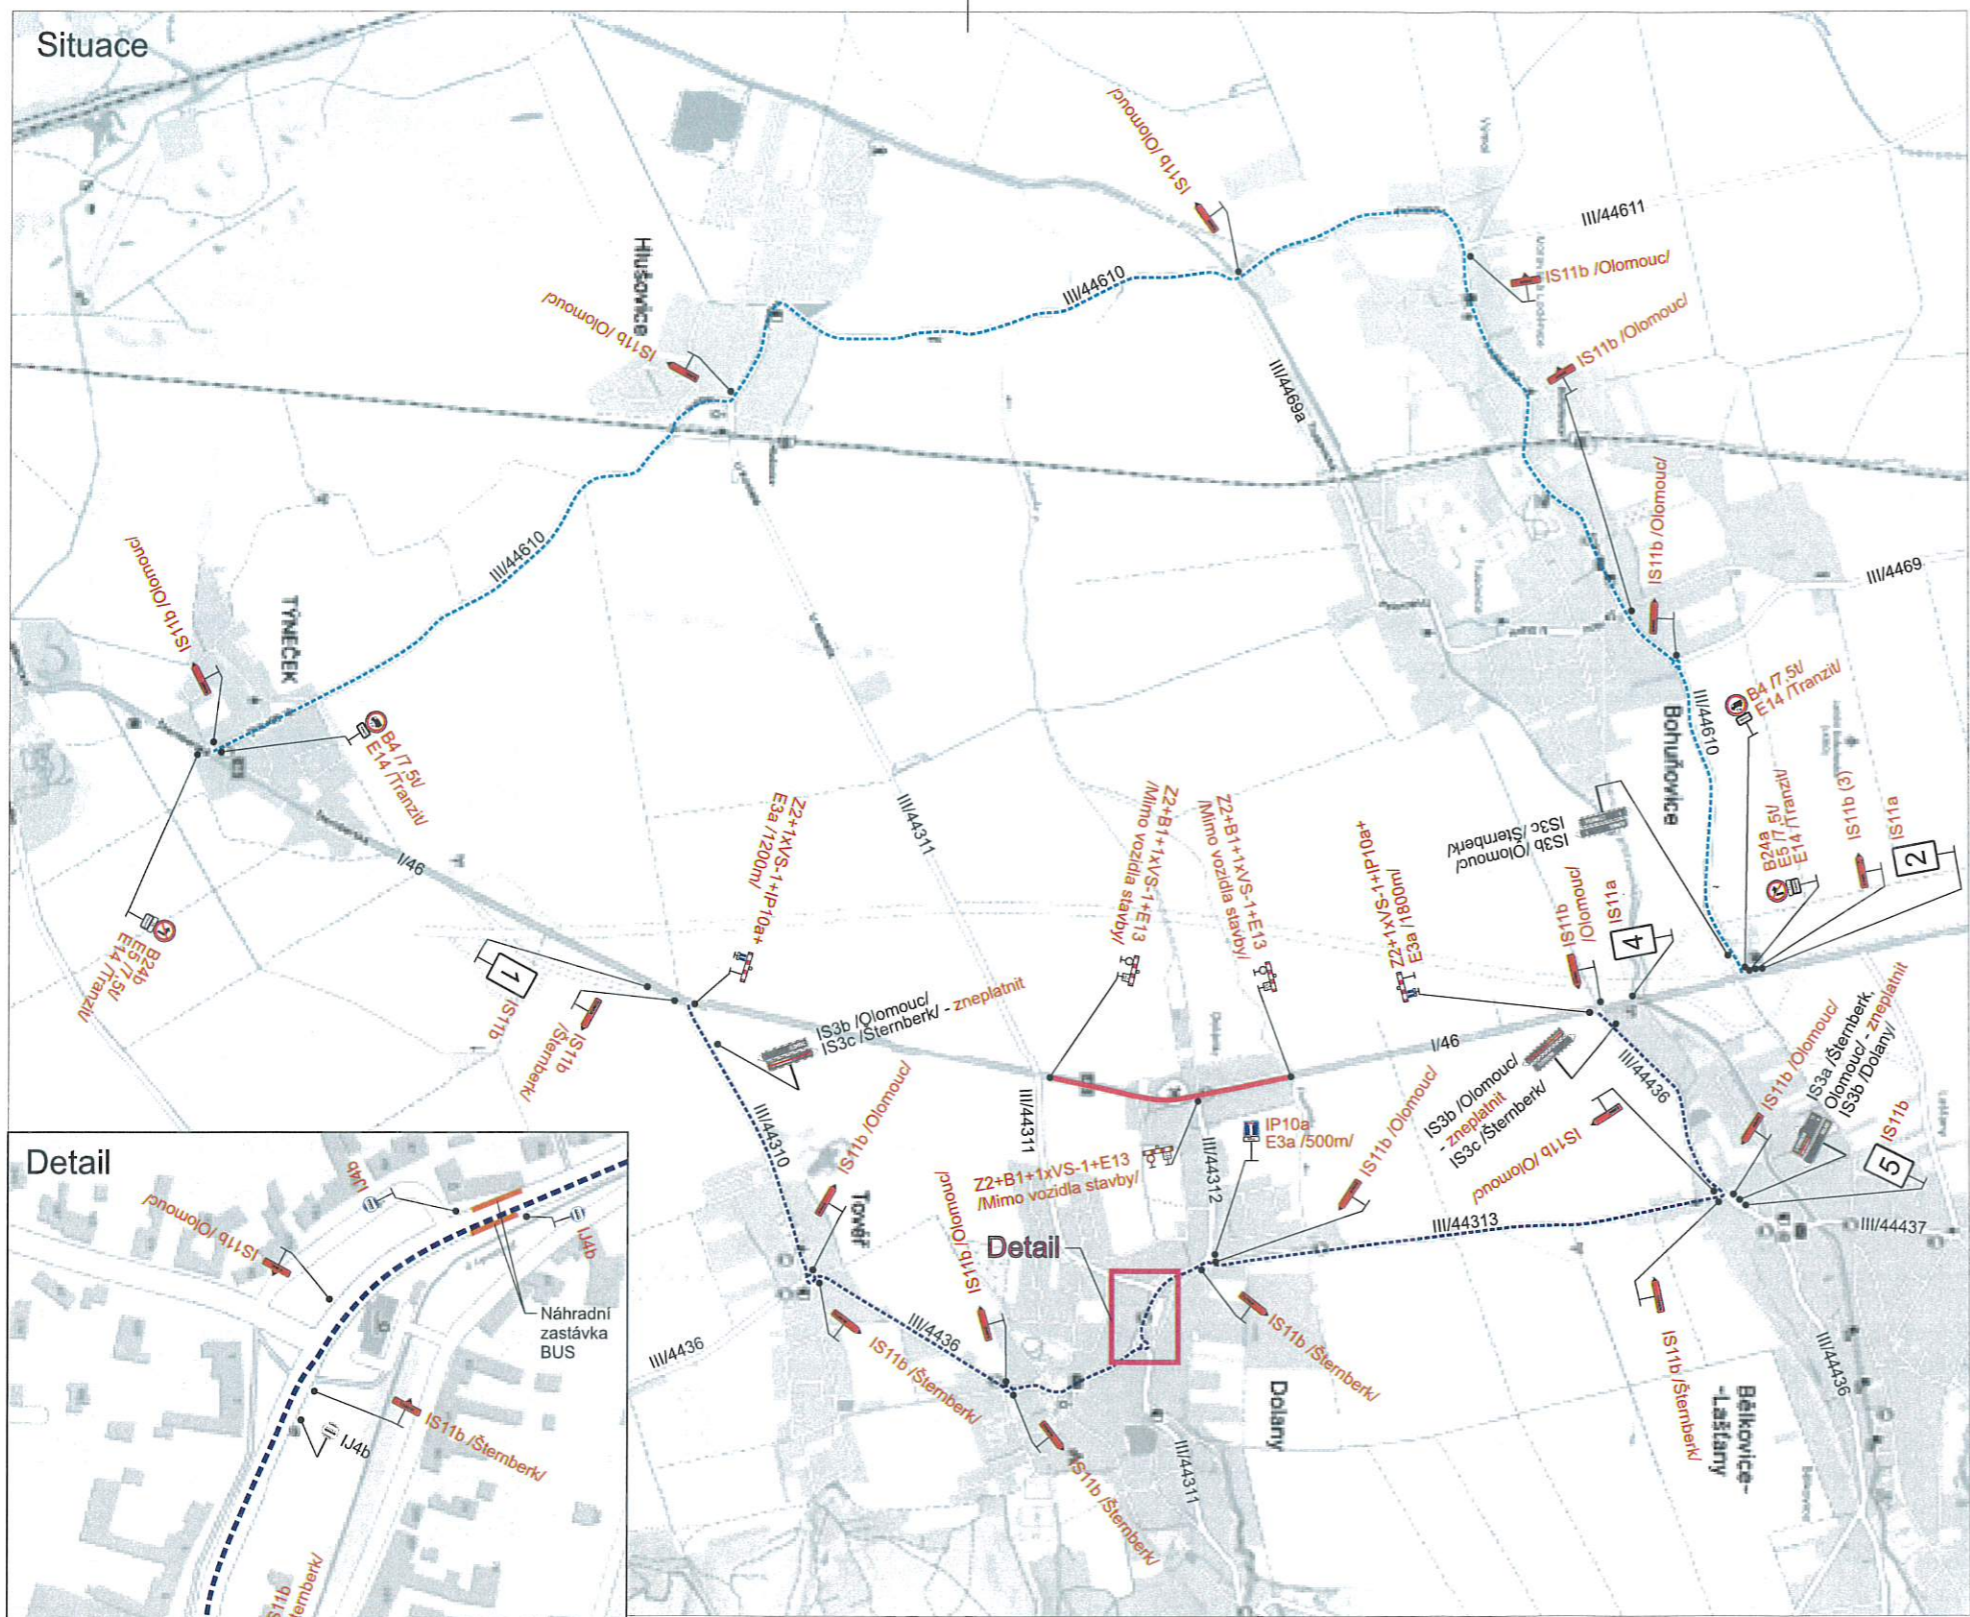 Situace
IS11b /Olomouc/
III/44611
IS11b /Olomouc/
IS11b /Olomouc/
Hlušovice
III/44610
IS11b /Olomouc/
III/4469a
IS11b /Olomouc/
III/4469
III/44610
IS11b /Olomouc/
TÝNEČEK
B4 /7,5t/
E14 /Tranzit/
B4 /7,5t/
E14 /Tranzit/
III/44610
Bohuňovice
B24a
E5 /7,5t/
E14 /Tranzit/
IS11b (3)
IS11a
2
I/46
Z2+1xVS-1+IP10a+
E3a /1200m/
III/44311
Z2+B1+1xVS-1+E13
/Mimo vozidla stavby/
Z2+B1+1xVS-1+E13
/Mimo vozidla stavby/
Z2+1xVS-1+IP10a+
E3a /1800m/
IS3b /Olomouc/
IS3c /Šternberk/
IS11b
/Olomouc/
IS11a
4
B24b
E5 /7,5t/
E14 /Tranzit/
1
IS11b
IS11b
/Šternberk/
IS3b /Olomouc/
IS3c /Šternberk/ - zneplatnit
I/46
IS3b /Olomouc/
- zneplatnit
IS3c /Šternberk/
III/44436
IS11b /Olomouc/
IS3a /Šternberk,
Olomouc/ - zneplatnit
IS3b /Dolany/
IS11b
5
III/44310
IS11b /Olomouc/
III/44311
Z2+B1+1xVS-1+E13
/Mimo vozidla stavby/
III/44312
IP10a
E3a /500m/
IS11b /Olomouc/
IS11b /Olomouc/
III/44313
III/44437
Tovéř
IS11b /Olomouc/
Detail
III/4436
III/4436
IS11b /Šternberk/
IS11b /Šternberk/
IS11b /Šternberk/
Dolany
III/44311
IS11b /Šternberk/
Bělkovice-
-Lašťany
III/44436
Detail
IJ4b
IS11b /Olomouc/
IJ4b
Náhradní
zastávka
BUS
IS11b /Šternberk/
IJ4b